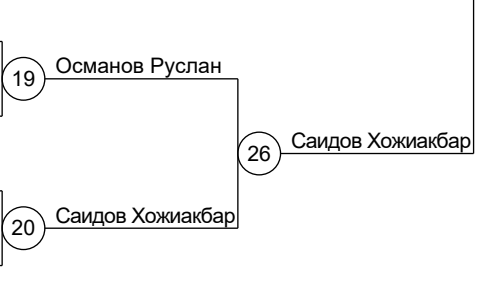 19 Османов Руслан
26 Саидов Хожиакбар
20 Саидов Хожиакбар